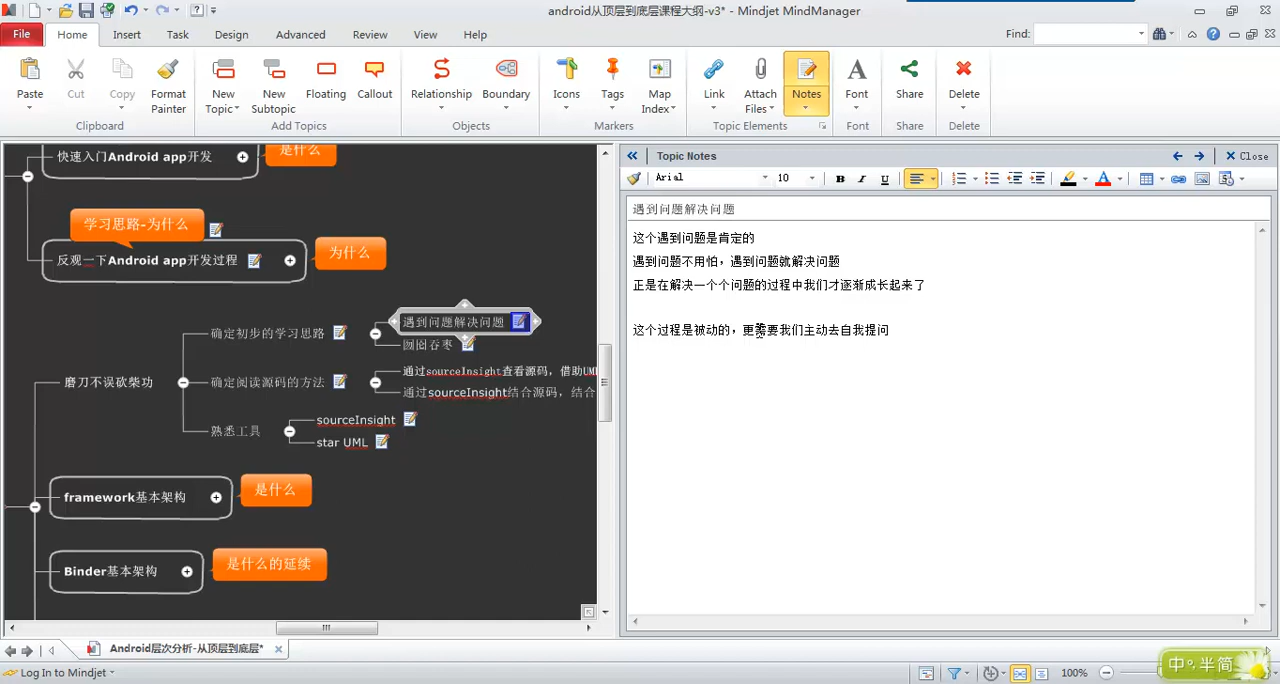 android从顶层到底层课程大纲-v3* - Mindjet MindManager
File Home Insert Task Design Advanced Review View Help Find:
Paste Cut Copy Format Painter New Topic New Subtopic Floating Callout Relationship Boundary Icons Tags Map Index Link Attach Files Notes Font Share Delete
Clipboard Add Topics Objects Markers Topic Elements Font Share Delete
快速入门Android app开发
是什么
学习思路-为什么
反观一下Android app开发过程
为什么
磨刀不误砍柴功
确定初步的学习思路
遇到问题解决问题
囫囵吞枣
确定阅读源码的方法
通过sourceInsight查看源码，借助UM
通过sourceInsight结合源码，结合
熟悉工具
sourceInsight
star UML
framework基本架构
是什么
Binder基本架构
是什么的延续
Topic Notes Close
Arial 10 B I U
遇到问题解决问题
这个遇到问题是肯定的
遇到问题不用怕，遇到问题就解决问题
正是在解决一个个问题的过程中我们才逐渐成长起来了
这个过程是被动的，更需要我们主动去自我提问
Android层次分析-从顶层到底层*
Log In to Mindjet
100%
中 半 简